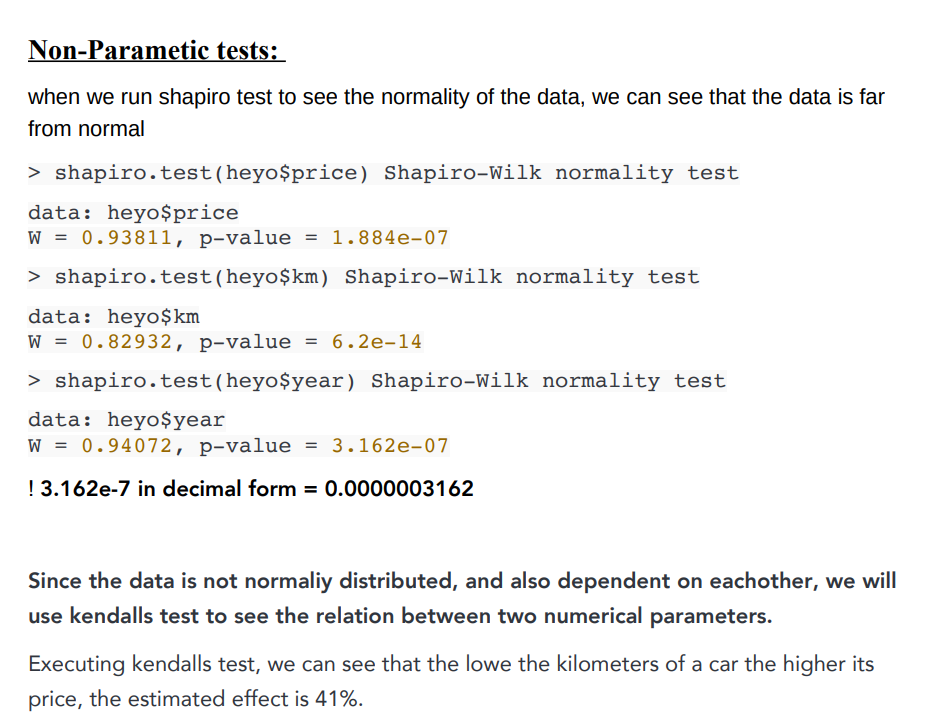 Non-Parametic tests:
when we run shapiro test to see the normality of the data, we can see that the data is far
from normal
> shapiro.test(heyo$price) Shapiro-Wilk normality test
data: heyo$price
W = 0.93811, p-value = 1.884e-07
> shapiro.test(heyo$km) Shapiro-Wilk normality test
data: heyo$km
W = 0.82932, p-value = 6.2e-14
> shapiro.test(heyo$year) Shapiro-Wilk normality test
data: heyo$year
W = 0.94072, p-value = 3.162e-07
! 3.162e-7 in decimal form = 0.0000003162
Since the data is not normaliy distributed, and also dependent on eachother, we will
use kendalls test to see the relation between two numerical parameters.
Executing kendalls test, we can see that the lowe the kilometers of a car the higher its
price, the estimated effect is 41%.